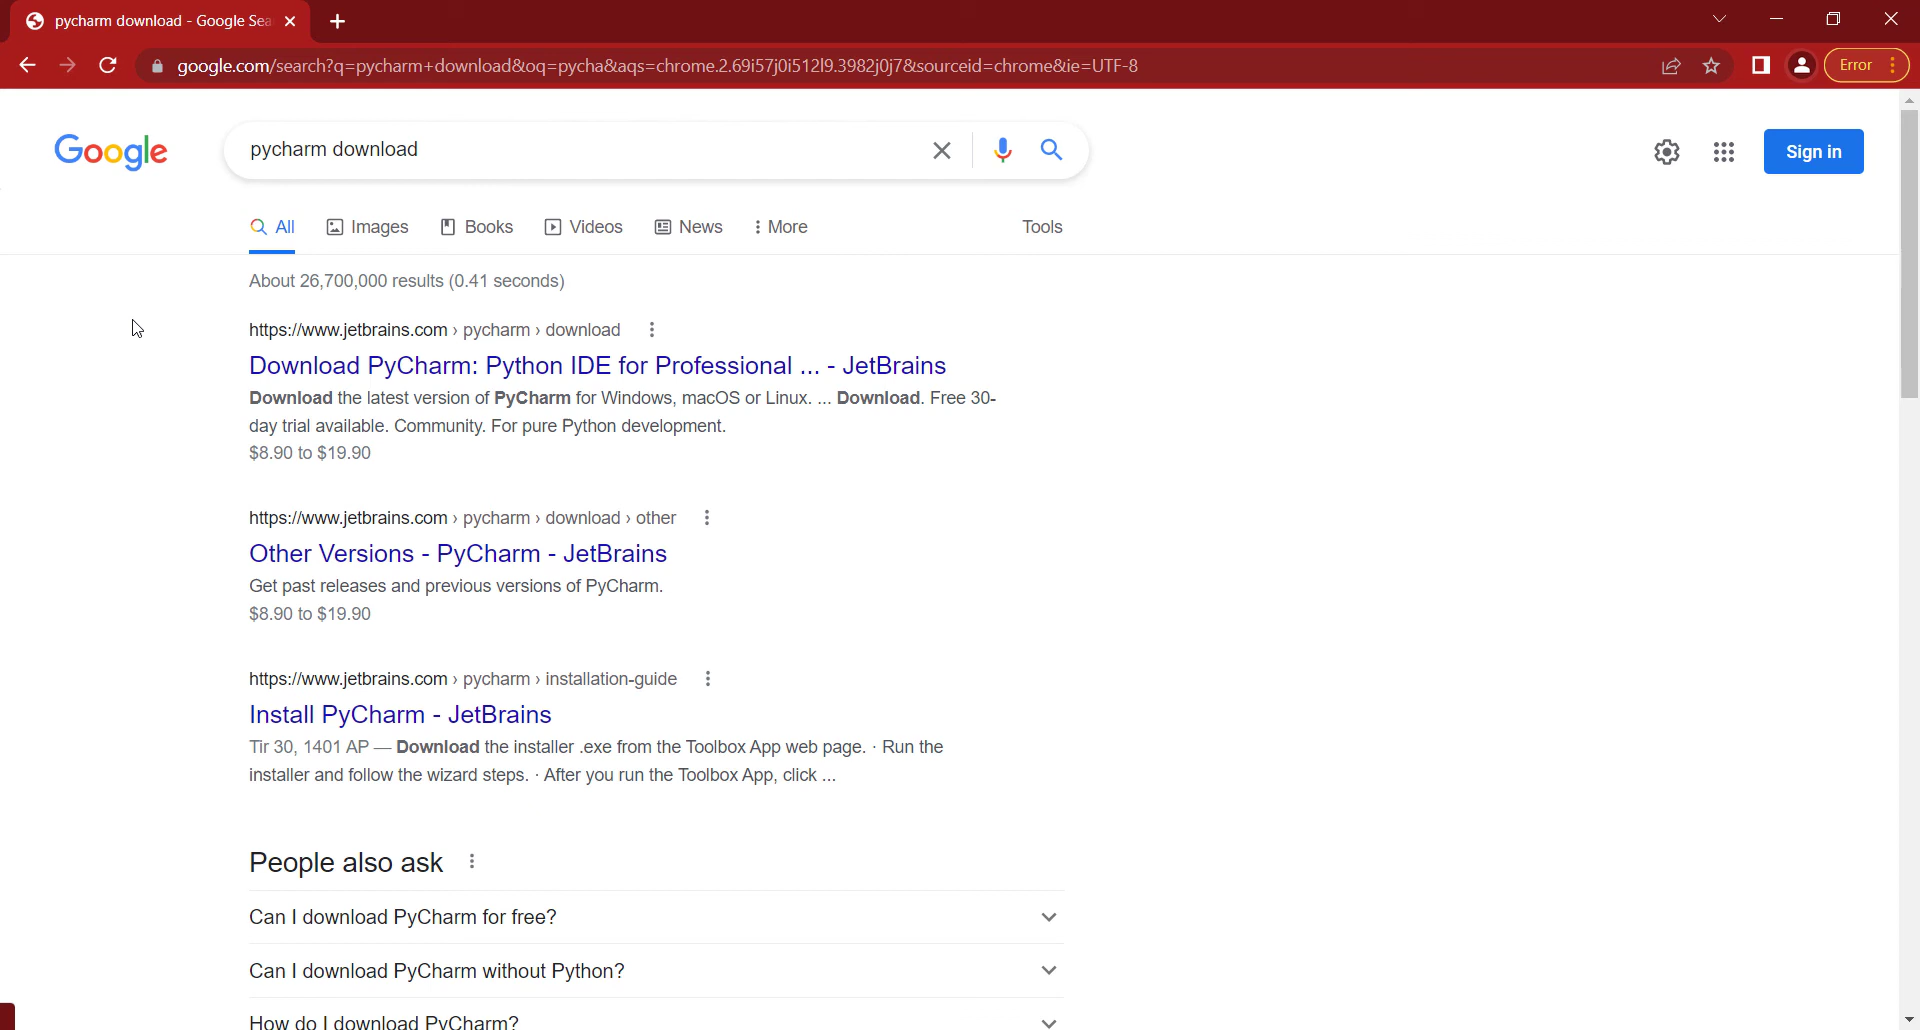 pycharm download - Google Sea
google.com/search?q=pycharm+download&oq=pycha&aqs=chrome.2.69i57j0i512l9.3982j0j7&sourceid=chrome&ie=UTF-8
Error
Google
pycharm download
Sign in
All Images Books Videos News More Tools
About 26,700,000 results (0.41 seconds)
https://www.jetbrains.com › pycharm › download
Download PyCharm: Python IDE for Professional ... - JetBrains
Download the latest version of PyCharm for Windows, macOS or Linux. ... Download. Free 30-
day trial available. Community. For pure Python development.
$8.90 to $19.90
https://www.jetbrains.com › pycharm › download › other
Other Versions - PyCharm - JetBrains
Get past releases and previous versions of PyCharm.
$8.90 to $19.90
https://www.jetbrains.com › pycharm › installation-guide
Install PyCharm - JetBrains
Tir 30, 1401 AP — Download the installer .exe from the Toolbox App web page. · Run the
installer and follow the wizard steps. · After you run the Toolbox App, click ...
People also ask
Can I download PyCharm for free?
Can I download PyCharm without Python?
How do I download PyCharm?